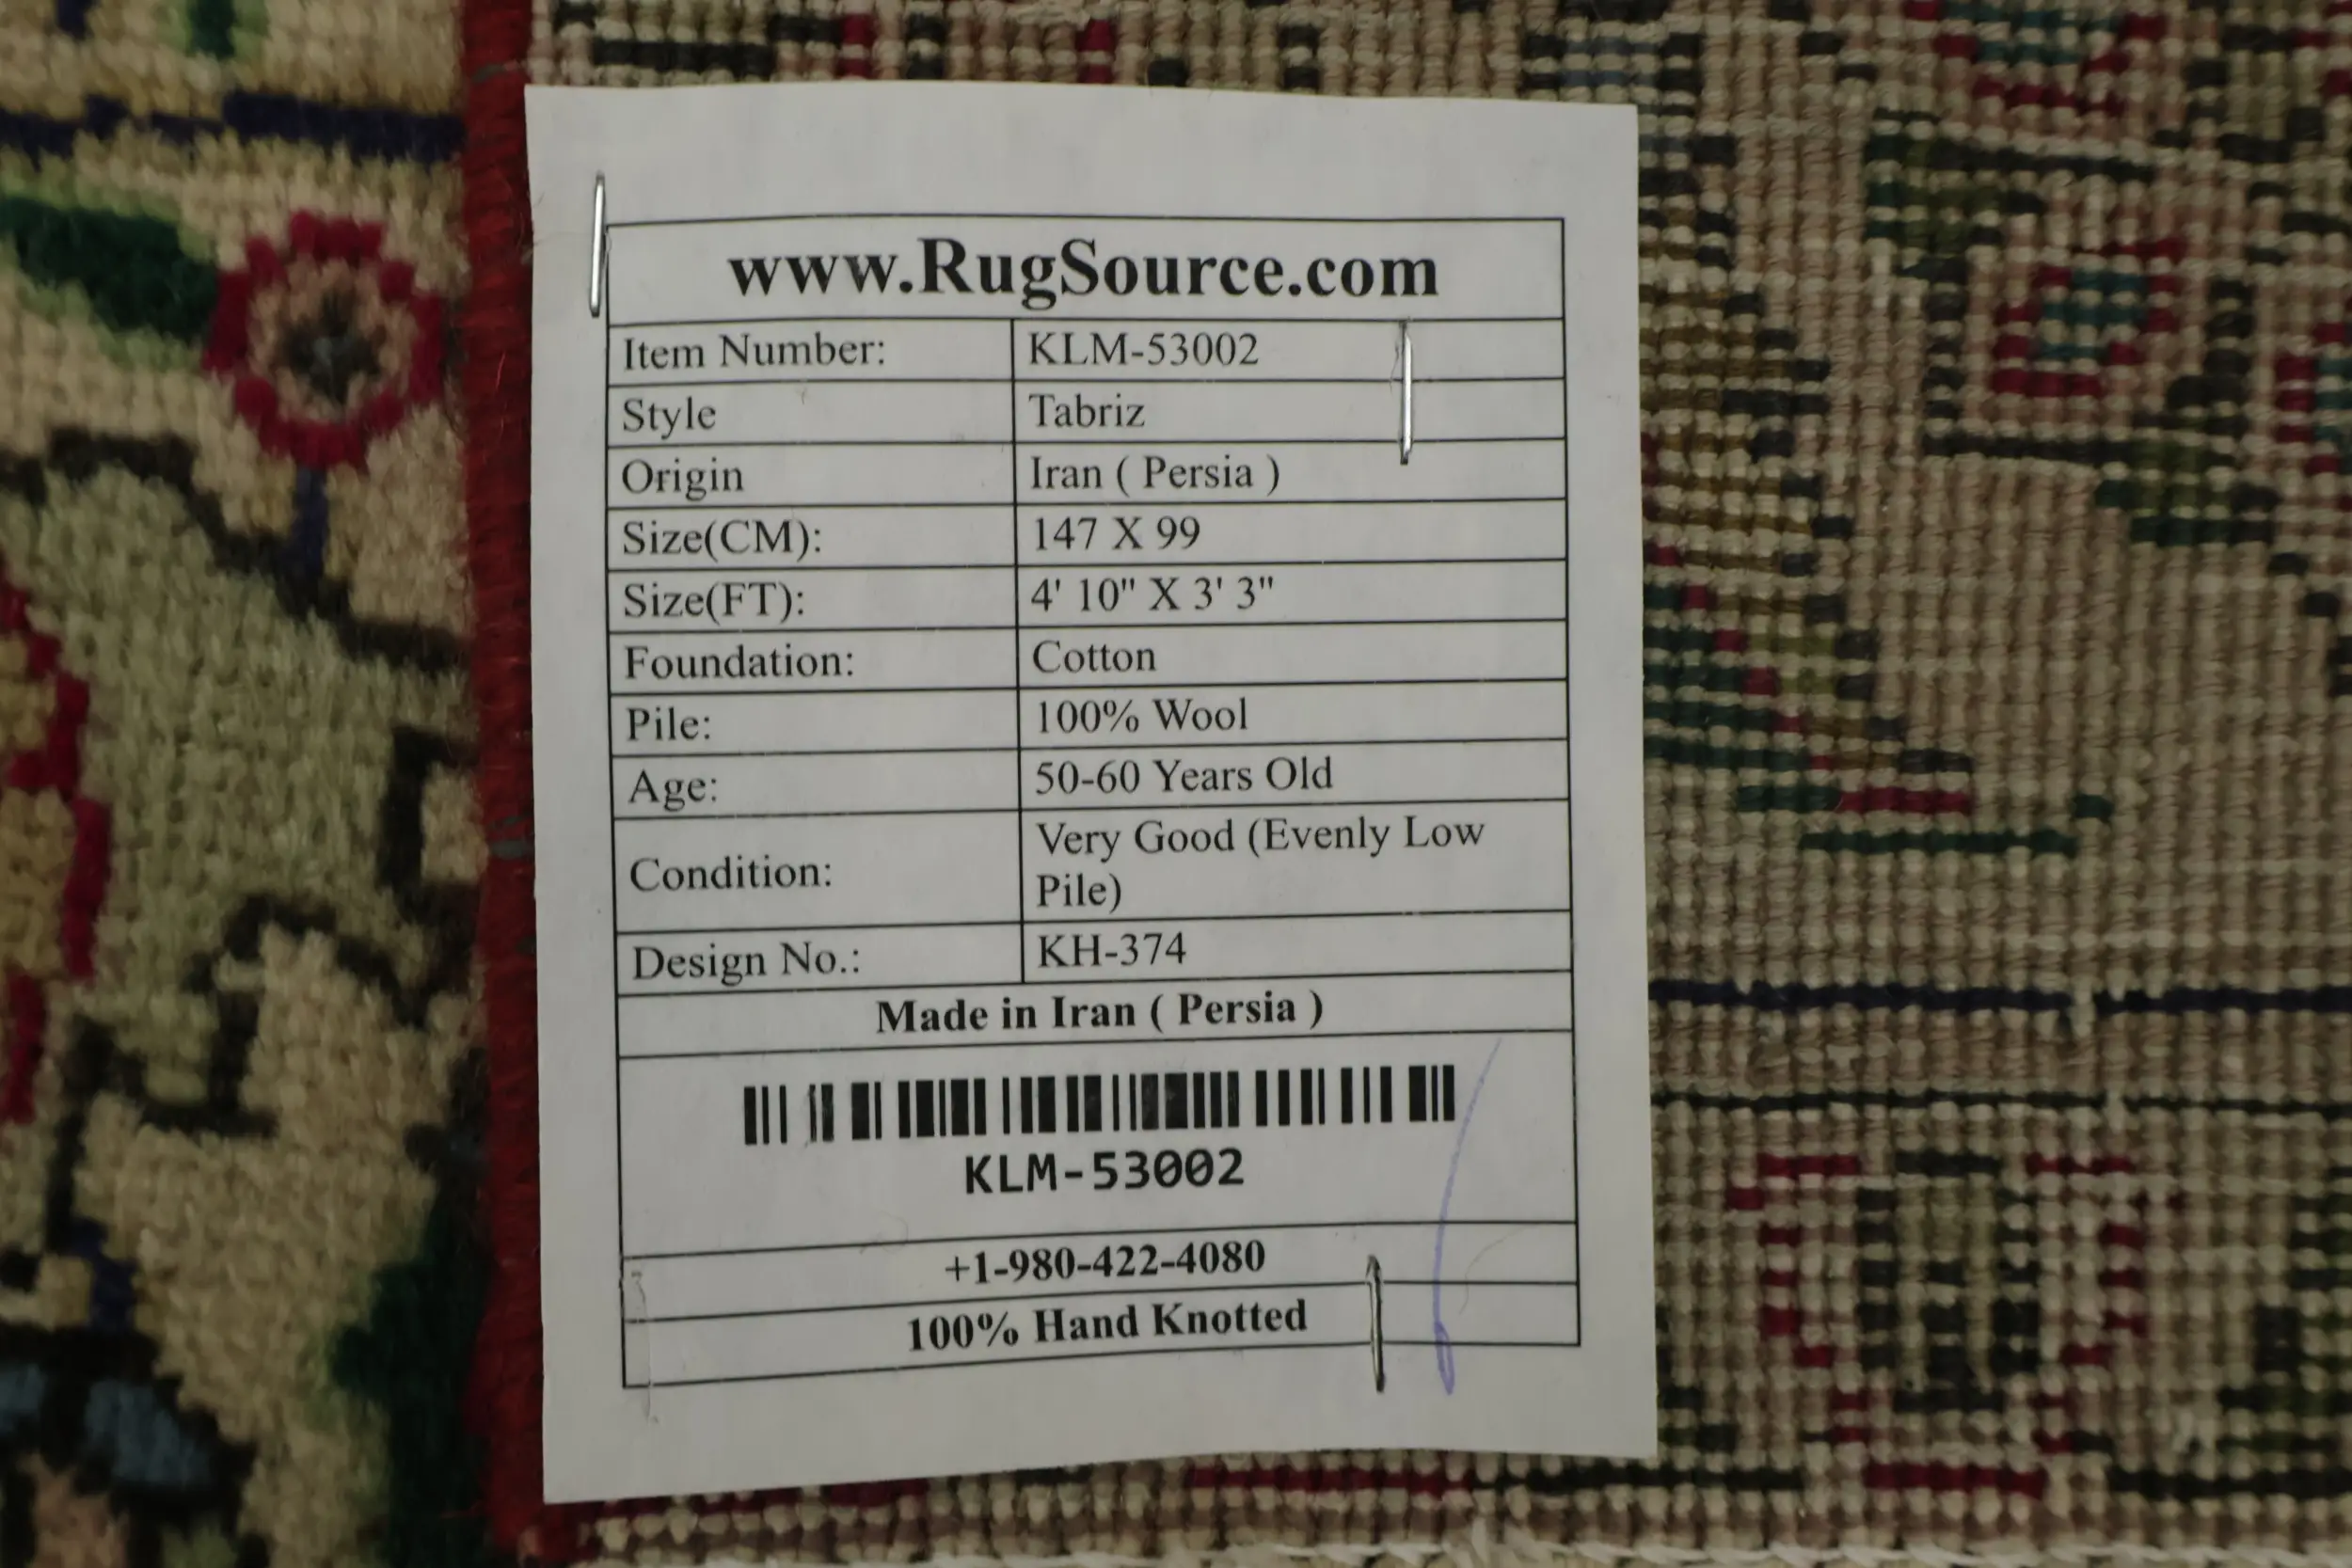 www.RugSource.com
Item Number: KLM-53002
Style Tabriz
Origin Iran ( Persia )
Size(CM): 147 X 99
Size(FT): 4' 10" X 3' 3"
Foundation: Cotton
Pile: 100% Wool
Age: 50-60 Years Old
Condition: Very Good (Evenly Low
Pile)
Design No.: KH-374
Made in Iran ( Persia )
KLM-53002
+1-980-422-4080
100% Hand Knotted